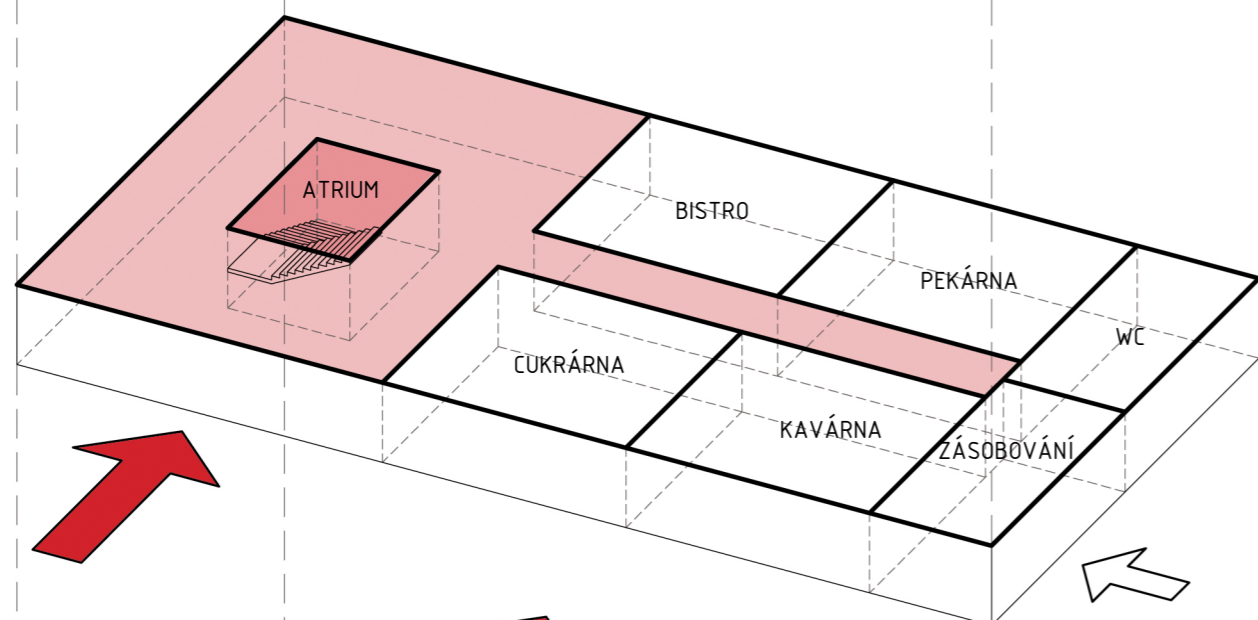 ATRIUM
BISTRO
PEKÁRNA
WC
CUKRÁRNA
KAVÁRNA
ZÁSOBOVÁNÍ